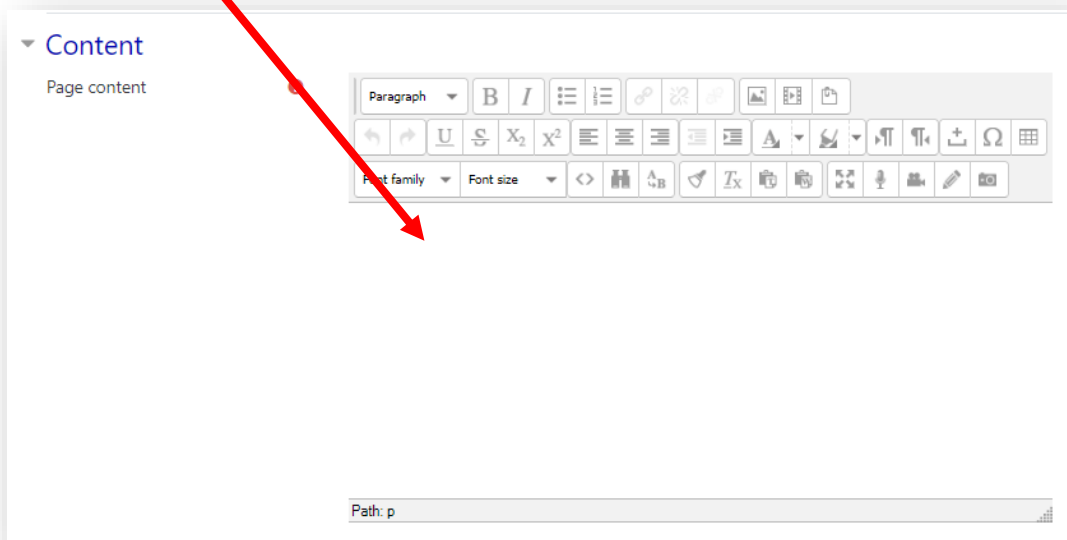 Content
Page content
Paragraph
Font family Font size
Path: p